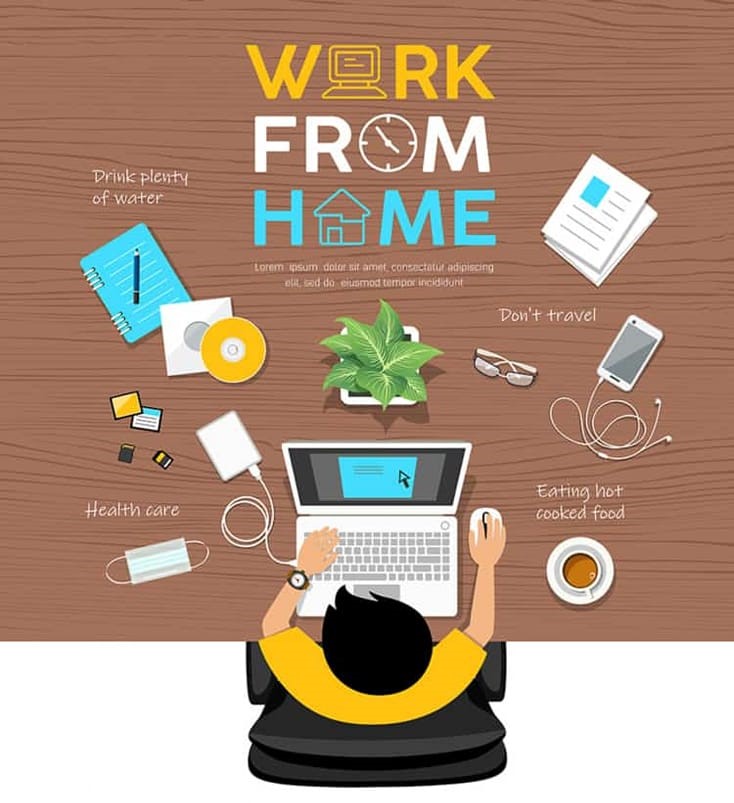 WORK
FROM
HOME
Lorem ipsum dolor sit amet, consectetur adipiscing
elit, sed do eiusmod tempor incididunt
Drink plenty
of water
Don't travel
Eating hot
cooked food
Health care